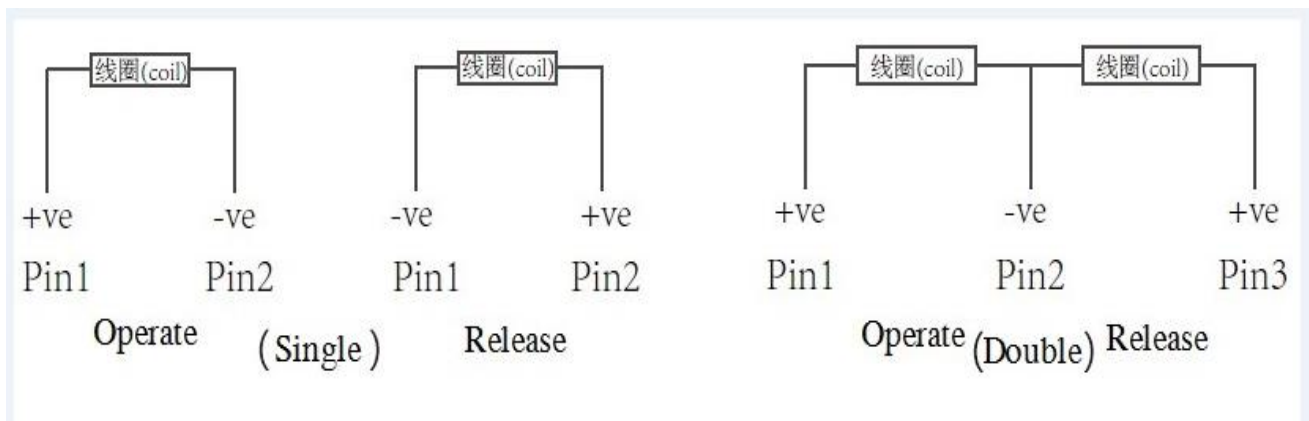 线圈(coil) 线圈(coil) 线圈(coil) 线圈(coil)
+ve -ve -ve +ve +ve -ve +ve
Pin1 Pin2 Pin1 Pin2 Pin1 Pin2 Pin3
Operate (Single) Release Operate (Double) Release